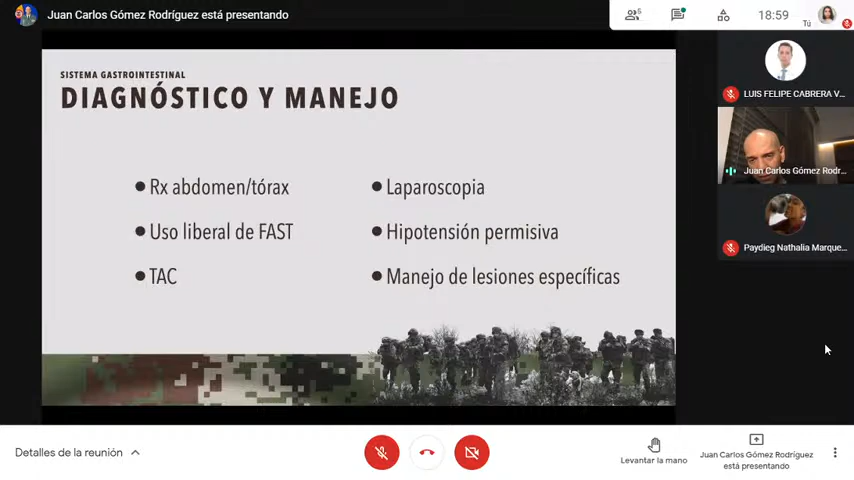 Juan Carlos Gómez Rodríguez está presentando
5
18:59
Tú
SISTEMA GASTROINTESTINAL
DIAGNÓSTICO Y MANEJO
● Rx abdomen/tórax
● Uso liberal de FAST
● TAC
● Laparoscopia
● Hipotensión permisiva
● Manejo de lesiones específicas
LUIS FELIPE CABRERA V...
Juan Carlos Gómez Rodr...
Paydieg Nathalia Marque...
Detalles de la reunión
Levantar la mano
Juan Carlos Gómez Rodríguez
está presentando